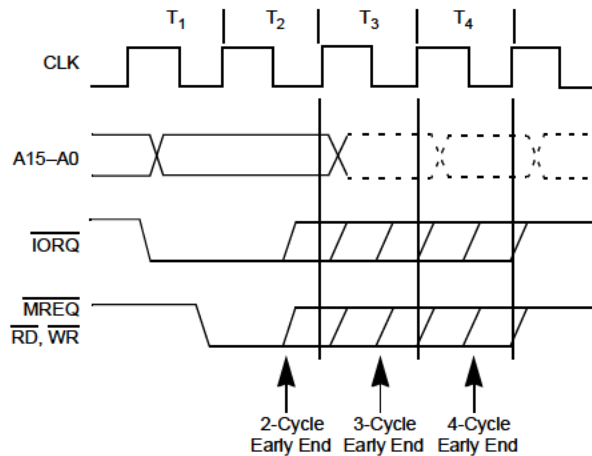 T1 T2 T3 T4
CLK
A15–A0
IORQ
MREQ
RD, WR
2-Cycle 3-Cycle 4-Cycle
Early End Early End Early End